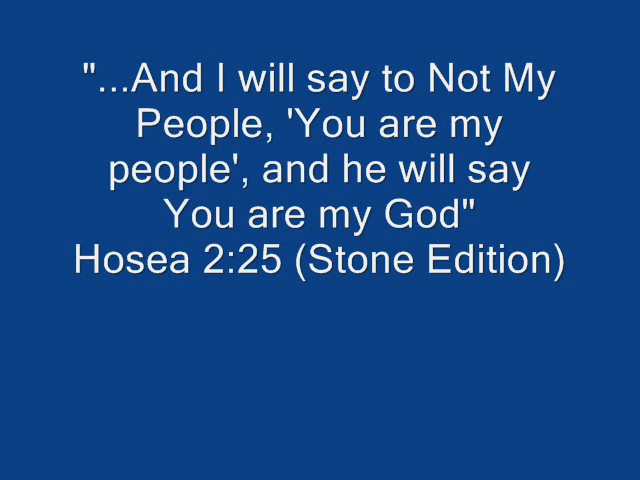 "...And I will say to Not My
People, 'You are my
people', and he will say
You are my God"
Hosea 2:25 (Stone Edition)